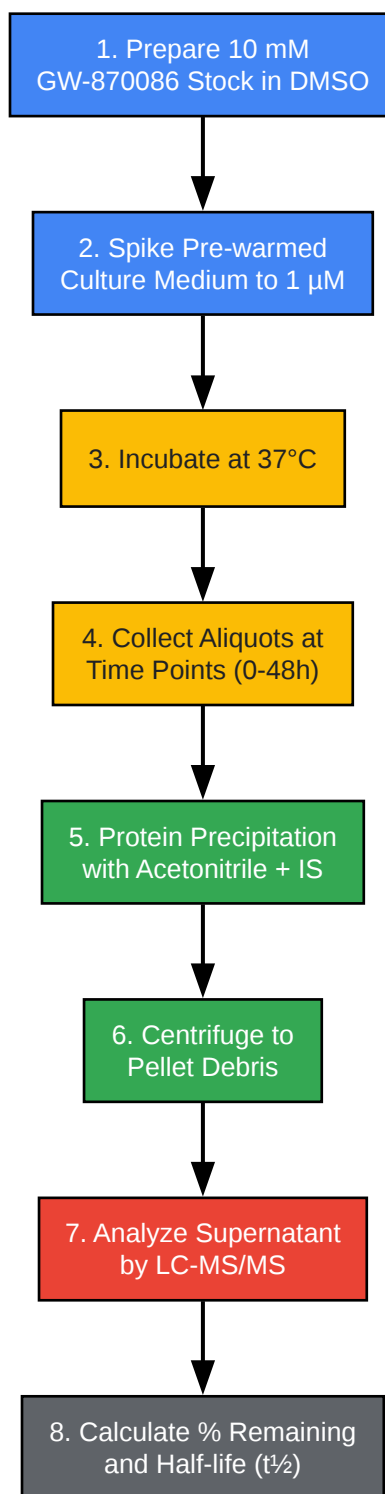 1. Prepare 10 mM
GW-870086 Stock in DMSO
2. Spike Pre-warmed
Culture Medium to 1 µM
3. Incubate at 37°C
4. Collect Aliquots at
Time Points (0-48h)
5. Protein Precipitation
with Acetonitrile + IS
6. Centrifuge to
Pellet Debris
7. Analyze Supernatant
by LC-MS/MS
8. Calculate % Remaining
and Half-life (t½)